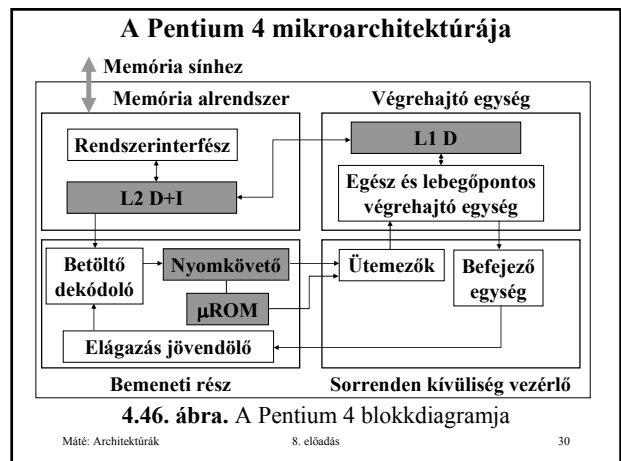 A Pentium 4 mikroarchitektúrája
Memória sínhez
Memória alrendszer
Végrehajtó egység
Rendszerinterfész
L1 D
L2 D+I
Egész és lebegőpontos
végrehajtó egység
Betöltő
dekódoló
Nyomkövető
µROM
Ütemezők
Befejező
egység
Elágazás jövendölő
Bemeneti rész
Sorrenden kívüliség vezérlő
4.46. ábra. A Pentium 4 blokkdiagramja
Máté: Architektúrák
8. előadás
30